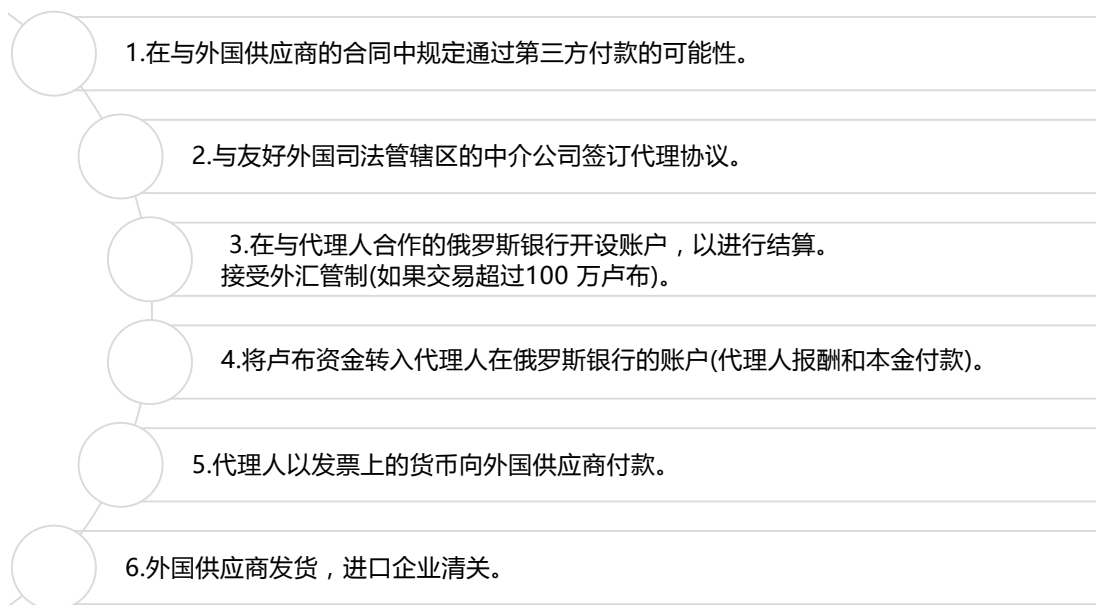 1.在与外国供应商的合同中规定通过第三方付款的可能性。
2.与友好外国司法管辖区的中介公司签订代理协议。
3.在与代理人合作的俄罗斯银行开设账户，以进行结算。
接受外汇管制(如果交易超过100 万卢布)。
4.将卢布资金转入代理人在俄罗斯银行的账户(代理人报酬和本金付款)。
5.代理人以发票上的货币向外国供应商付款。
6.外国供应商发货，进口企业清关。